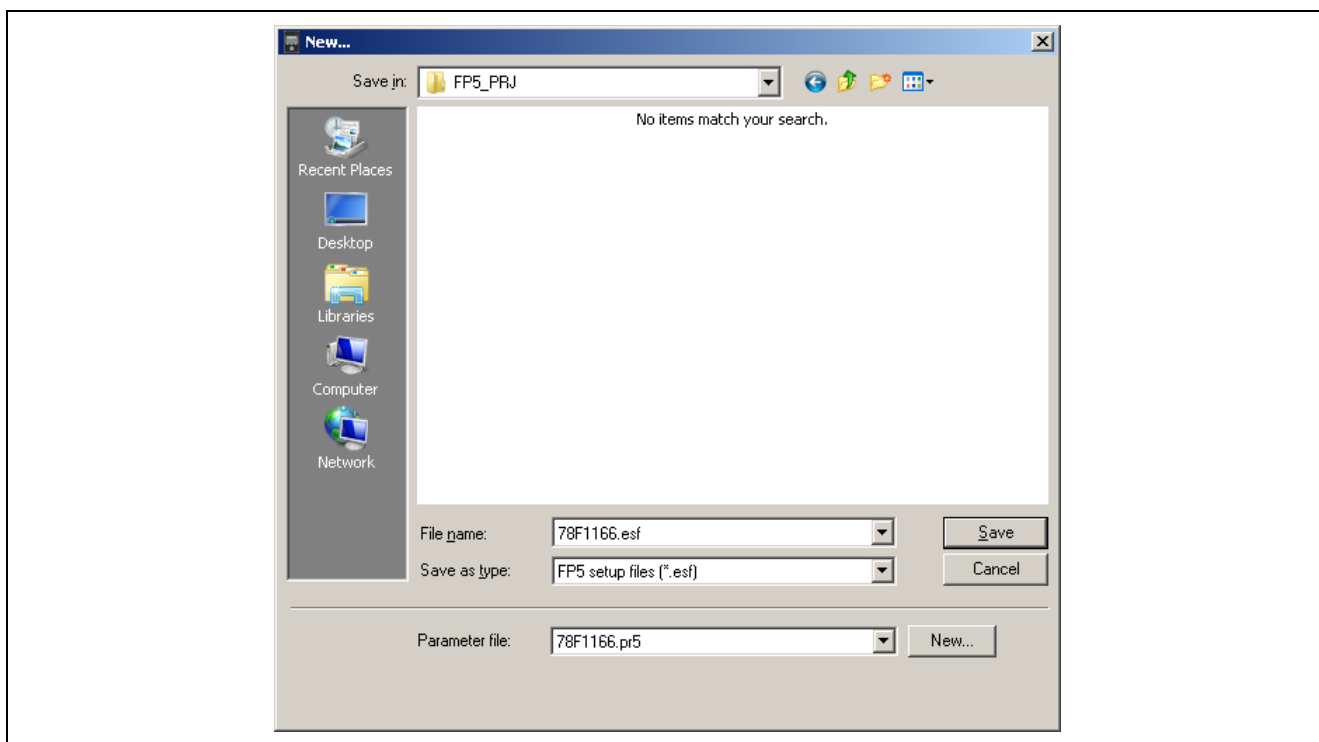 New...
Save in: FP5_PRJ
No items match your search.
Recent Places
Desktop
Libraries
Computer
Network
File name: 78F1166.esf Save
Save as type: FP5 setup files (*.esf) Cancel
Parameter file: 78F1166.pr5 New...